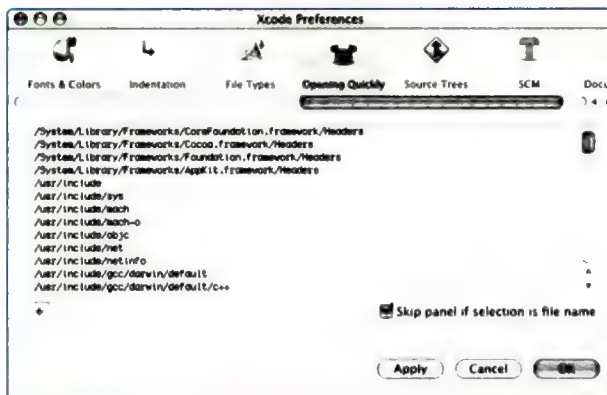 Xcode Preferences
Fonts & Colors Indentation File Types Opening Quickly Source Trees SCM Docu
/System/Library/Frameworks/CoreFoundation.framework/Headers
/System/Library/Frameworks/Cocoa.framework/Headers
/System/Library/Frameworks/Foundation.framework/Headers
/System/Library/Frameworks/AppKit.framework/Headers
/usr/include
/usr/include/sys
/usr/include/mach
/usr/include/mach-o
/usr/include/objc
/usr/include/net
/usr/include/netinfo
/usr/include/gcc/darwin/default
/usr/include/gcc/darwin/default/c++
Skip panel if selection is file name
Apply Cancel OK